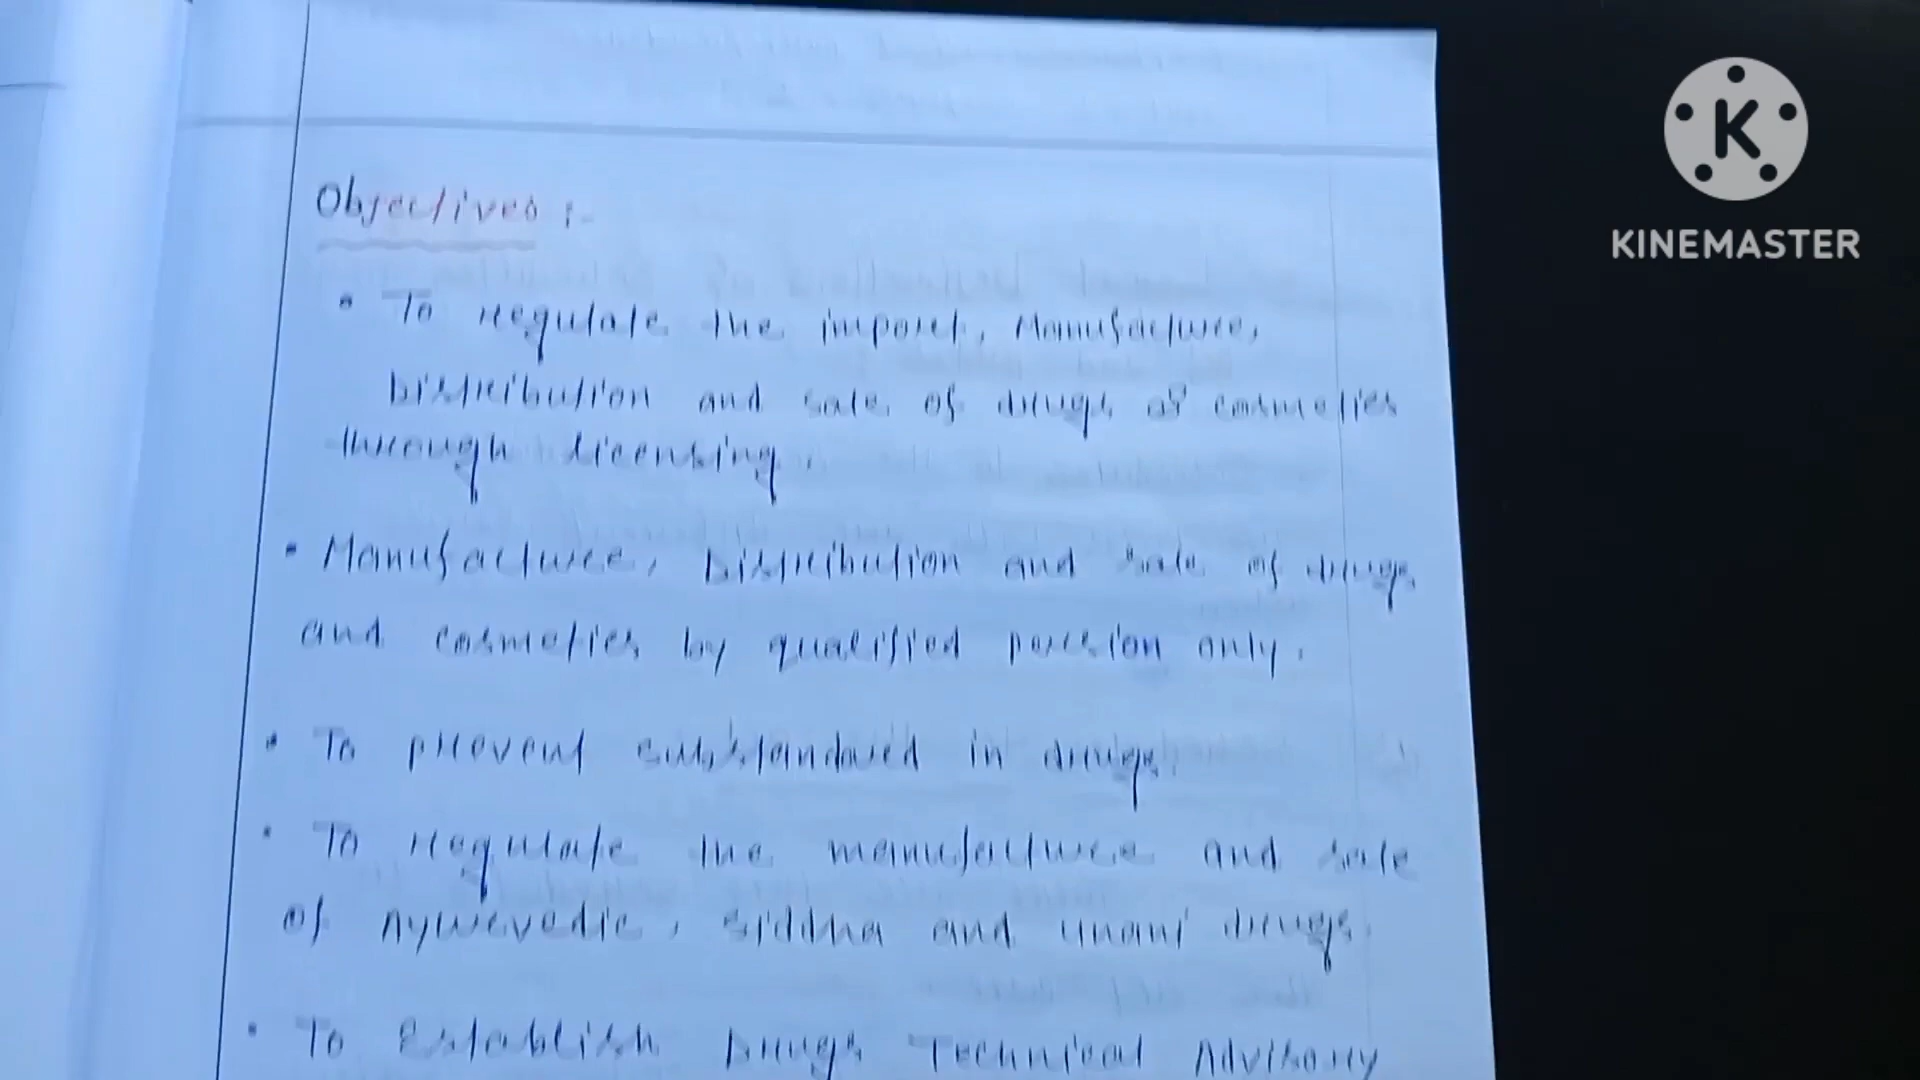 Objectives :-
• To regulate the import, Manufacture,
Distribution and sale of drugs & cosmetics
through licensing.
• Manufacture, Distribution and sale of drugs
and cosmetics by qualified person only.
• To prevent substandard in drugs.
• To regulate the manufacture and sale
of Ayurvedic, siddha and unani drugs.
• To Establish Drugs Technical Advisory
KINEMASTER